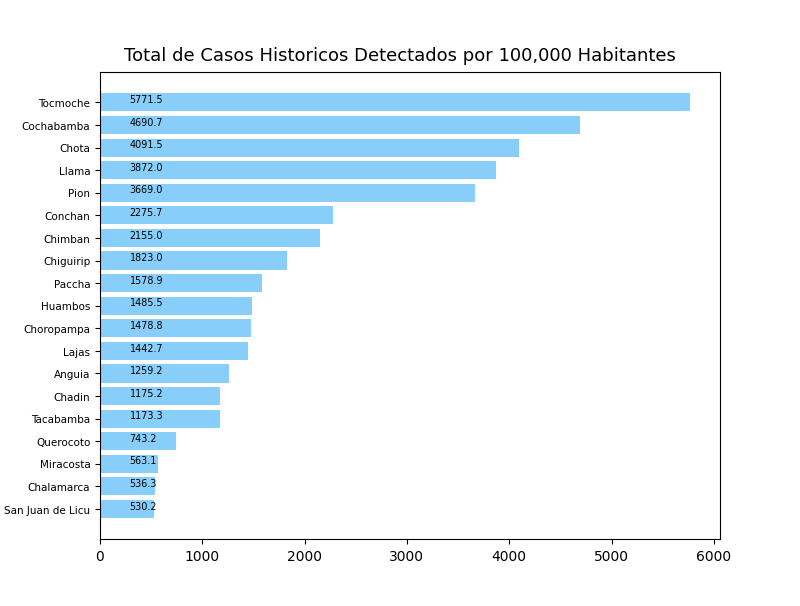 Total de Casos Historicos Detectados por 100,000 Habitantes
Tocmoche 5771.5
Cochabamba 4690.7
Chota 4091.5
Llama 3872.0
Pion 3669.0
Conchan 2275.7
Chimban 2155.0
Chiguirip 1823.0
Paccha 1578.9
Huambos 1485.5
Choropampa 1478.8
Lajas 1442.7
Anguia 1259.2
Chadin 1175.2
Tacabamba 1173.3
Querocoto 743.2
Miracosta 563.1
Chalamarca 536.3
San Juan de Licu 530.2
0 1000 2000 3000 4000 5000 6000